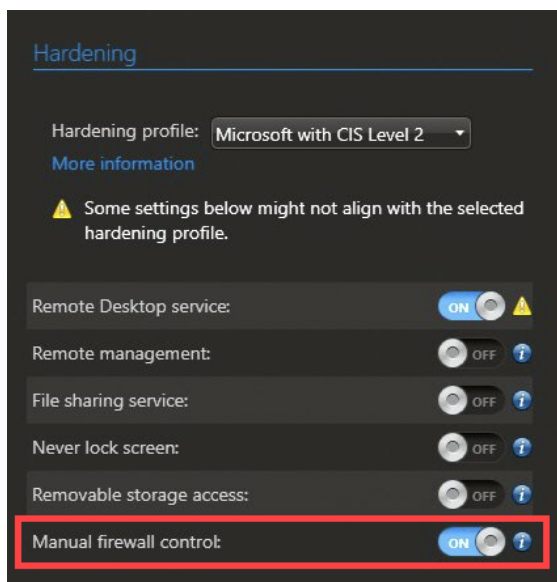 Hardening
Hardening profile: Microsoft with CIS Level 2
More information
Some settings below might not align with the selected
hardening profile.
Remote Desktop service: ON
Remote management: OFF
File sharing service: OFF
Never lock screen: OFF
Removable storage access: OFF
Manual firewall control: ON